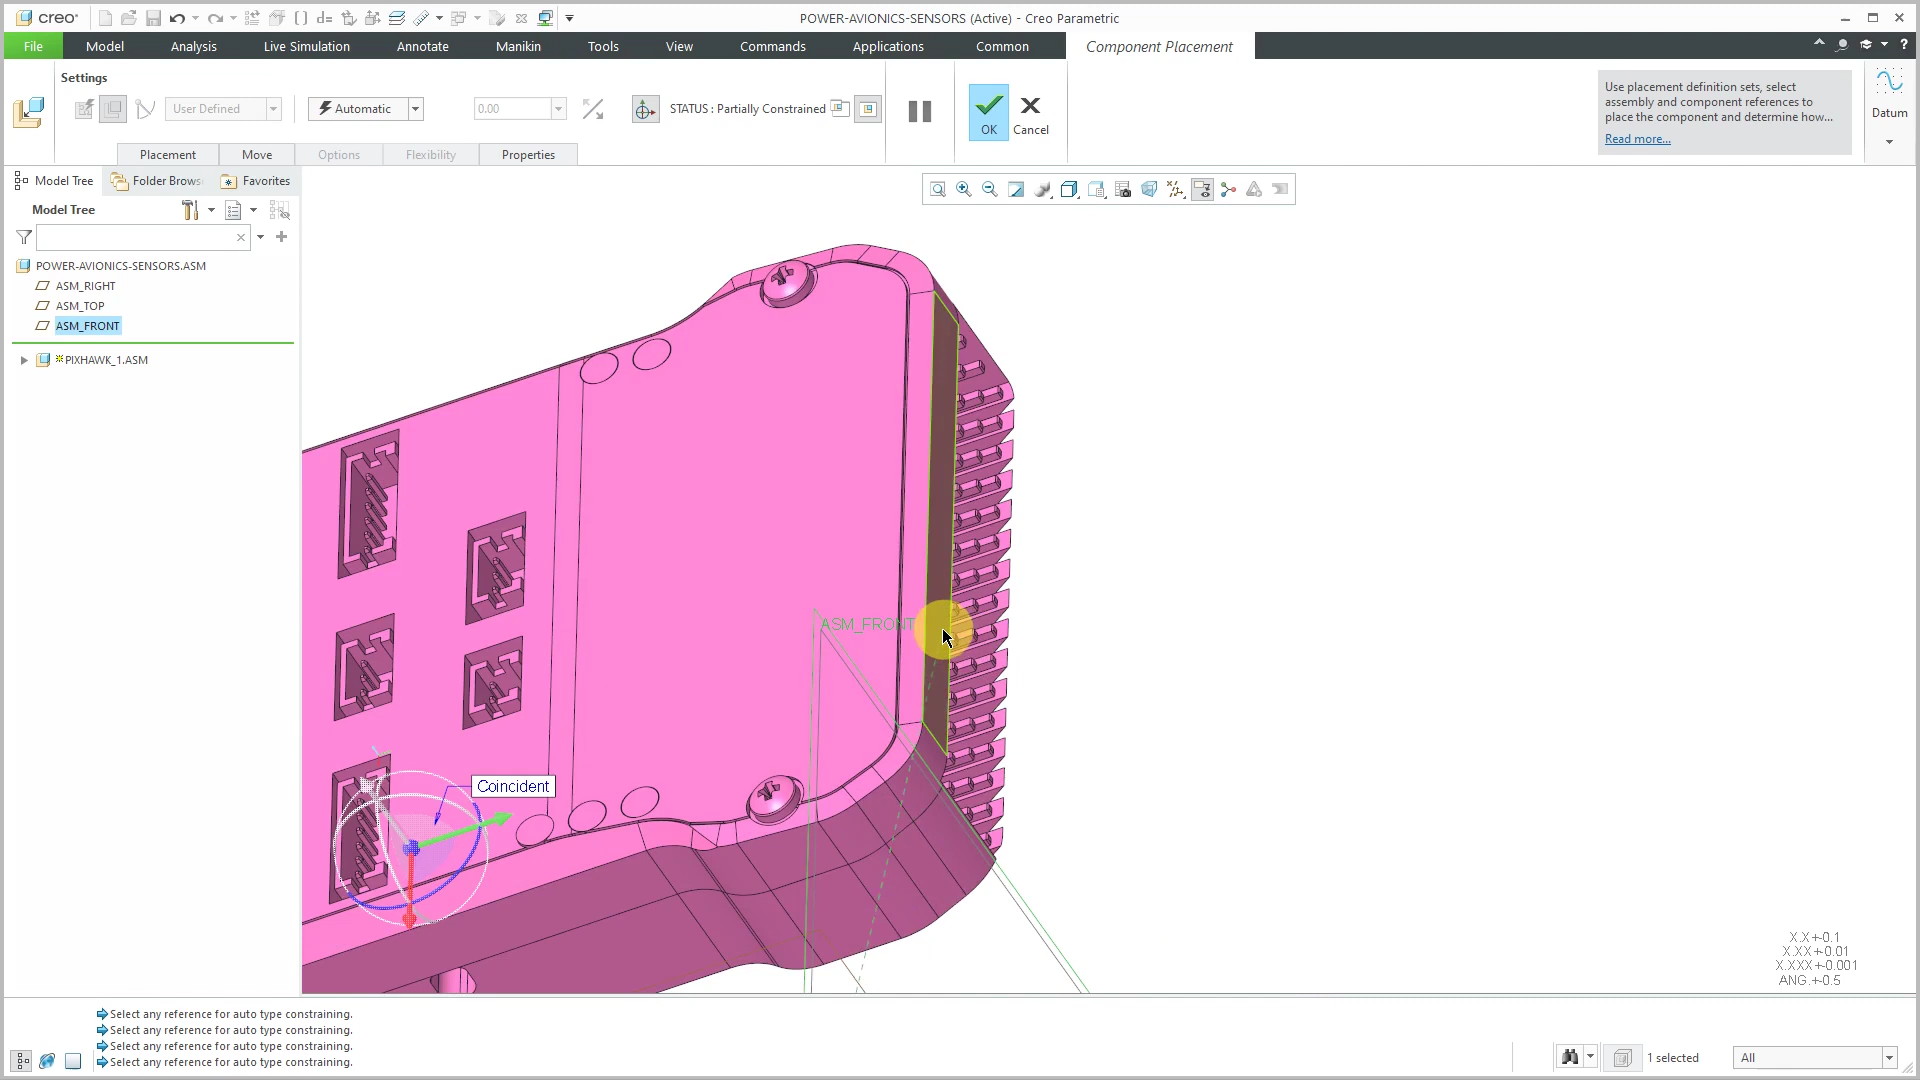 creo
d=
POWER-AVIONICS-SENSORS (Active) - Creo Parametric
File Model Analysis Live Simulation Annotate Manikin Tools View Commands Applications Common Component Placement
?
Settings
User Defined
Automatic
0.00
STATUS : Partially Constrained
OK
Cancel
Use placement definition sets, select
assembly and component references to
place the component and determine how...
Read more...
Datum
Placement Move Options Flexibility Properties
Model Tree Folder Brows Favorites
Model Tree
POWER-AVIONICS-SENSORS.ASM
ASM_RIGHT
ASM_TOP
ASM_FRONT
PIXHAWK_1.ASM
ASM_FRONT
Coincident
X.X+-0.1
X.XX+-0.01
X.XXX+-0.001
ANG.+-0.5
Select any reference for auto type constraining.
Select any reference for auto type constraining.
Select any reference for auto type constraining.
Select any reference for auto type constraining.
1 selected
All